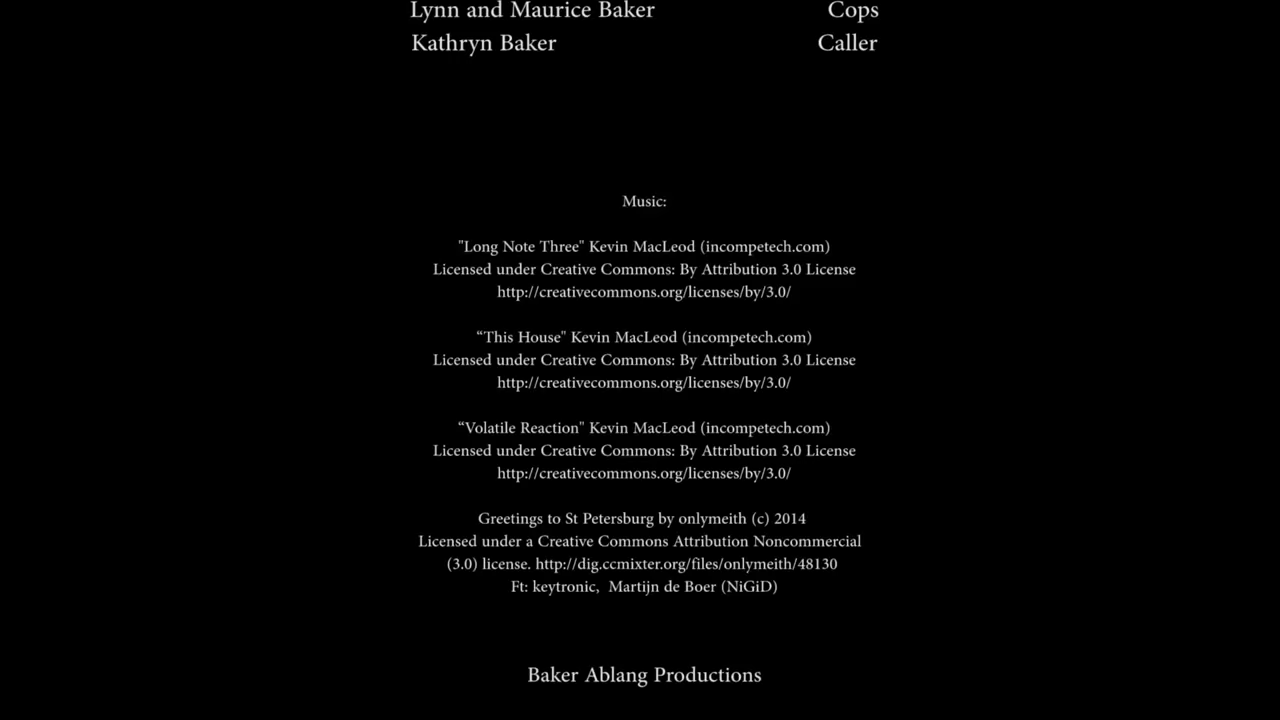 Lynn and Maurice Baker Cops
Kathryn Baker Caller
Music:
"Long Note Three" Kevin MacLeod (incompetech.com)
Licensed under Creative Commons: By Attribution 3.0 License
http://creativecommons.org/licenses/by/3.0/
“This House" Kevin MacLeod (incompetech.com)
Licensed under Creative Commons: By Attribution 3.0 License
http://creativecommons.org/licenses/by/3.0/
“Volatile Reaction" Kevin MacLeod (incompetech.com)
Licensed under Creative Commons: By Attribution 3.0 License
http://creativecommons.org/licenses/by/3.0/
Greetings to St Petersburg by onlymeith (c) 2014
Licensed under a Creative Commons Attribution Noncommercial
(3.0) license. http://dig.ccmixter.org/files/onlymeith/48130
Ft: keytronic,  Martijn de Boer (NiGiD)
Baker Ablang Productions